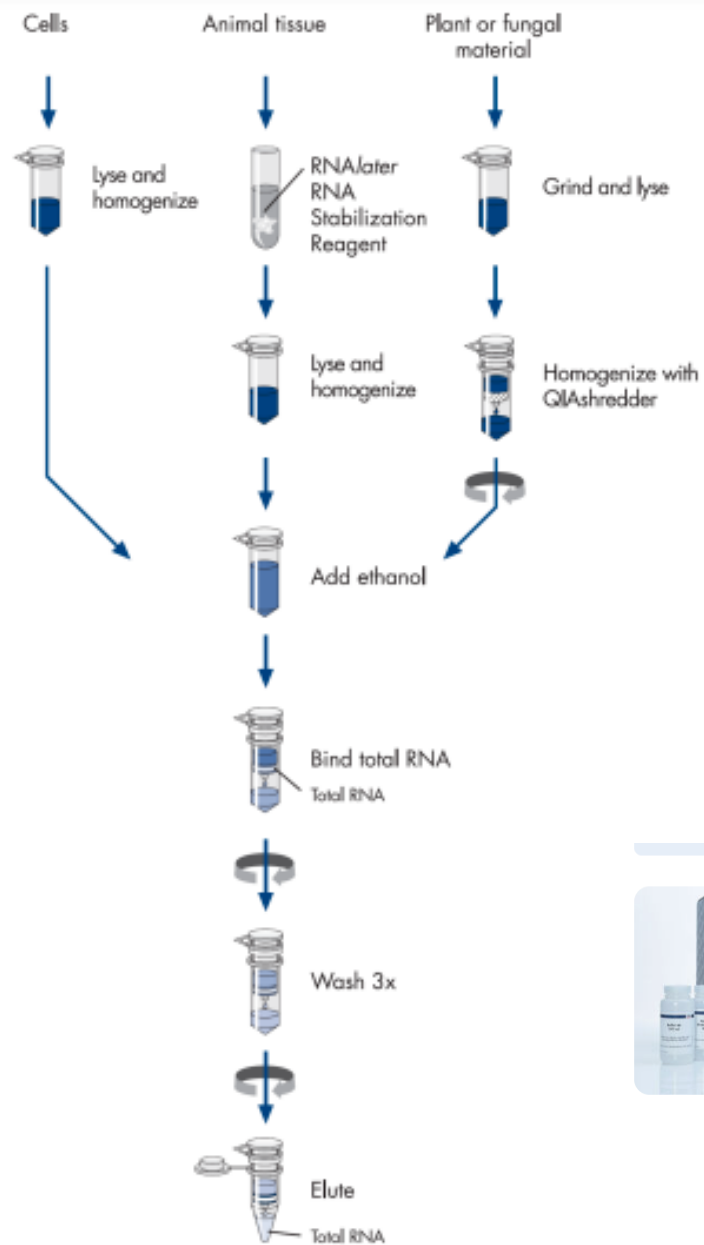 Cells
Animal tissue
Plant or fungal
material
Lyse and
homogenize
RNAlater
RNA
Stabilization
Reagent
Grind and lyse
Lyse and
homogenize
Homogenize with
QIAshredder
Add ethanol
Bind total RNA
Total RNA
Wash 3x
Elute
Total RNA